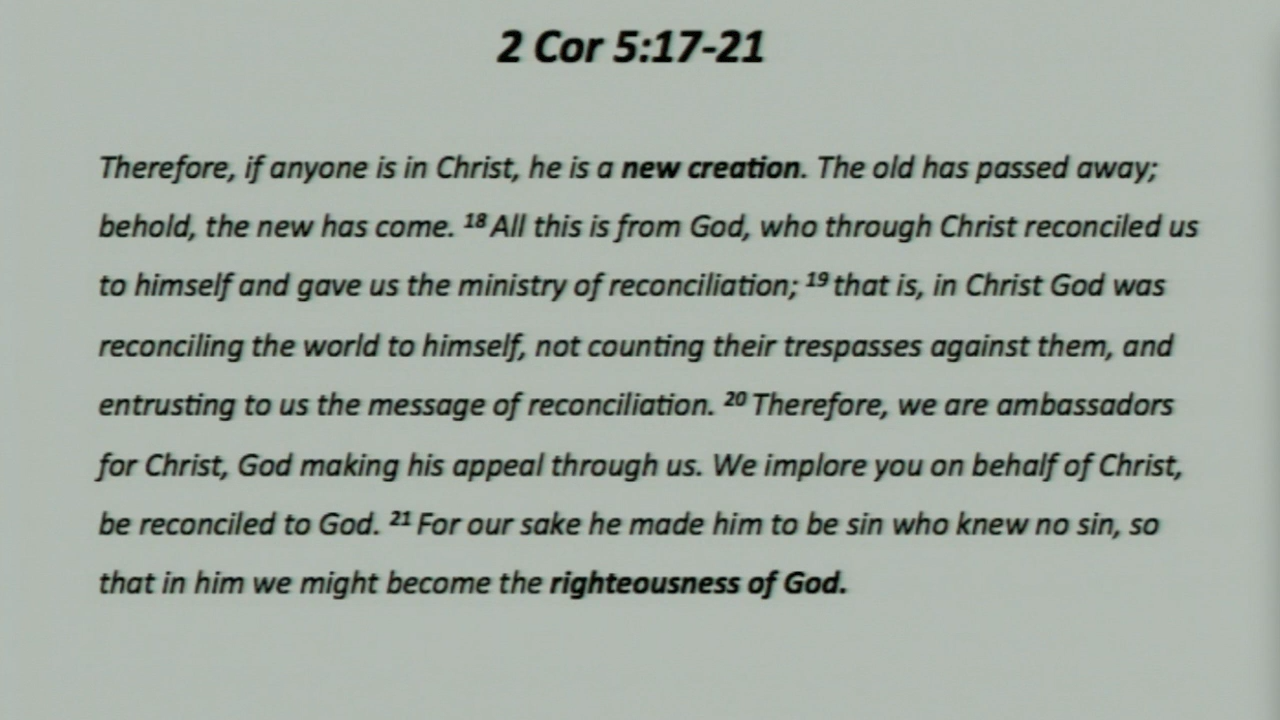 2 Cor 5:17-21
Therefore, if anyone is in Christ, he is a new creation. The old has passed away;
behold, the new has come. 18 All this is from God, who through Christ reconciled us
to himself and gave us the ministry of reconciliation; 19 that is, in Christ God was
reconciling the world to himself, not counting their trespasses against them, and
entrusting to us the message of reconciliation. 20 Therefore, we are ambassadors
for Christ, God making his appeal through us. We implore you on behalf of Christ,
be reconciled to God. 21 For our sake he made him to be sin who knew no sin, so
that in him we might become the righteousness of God.